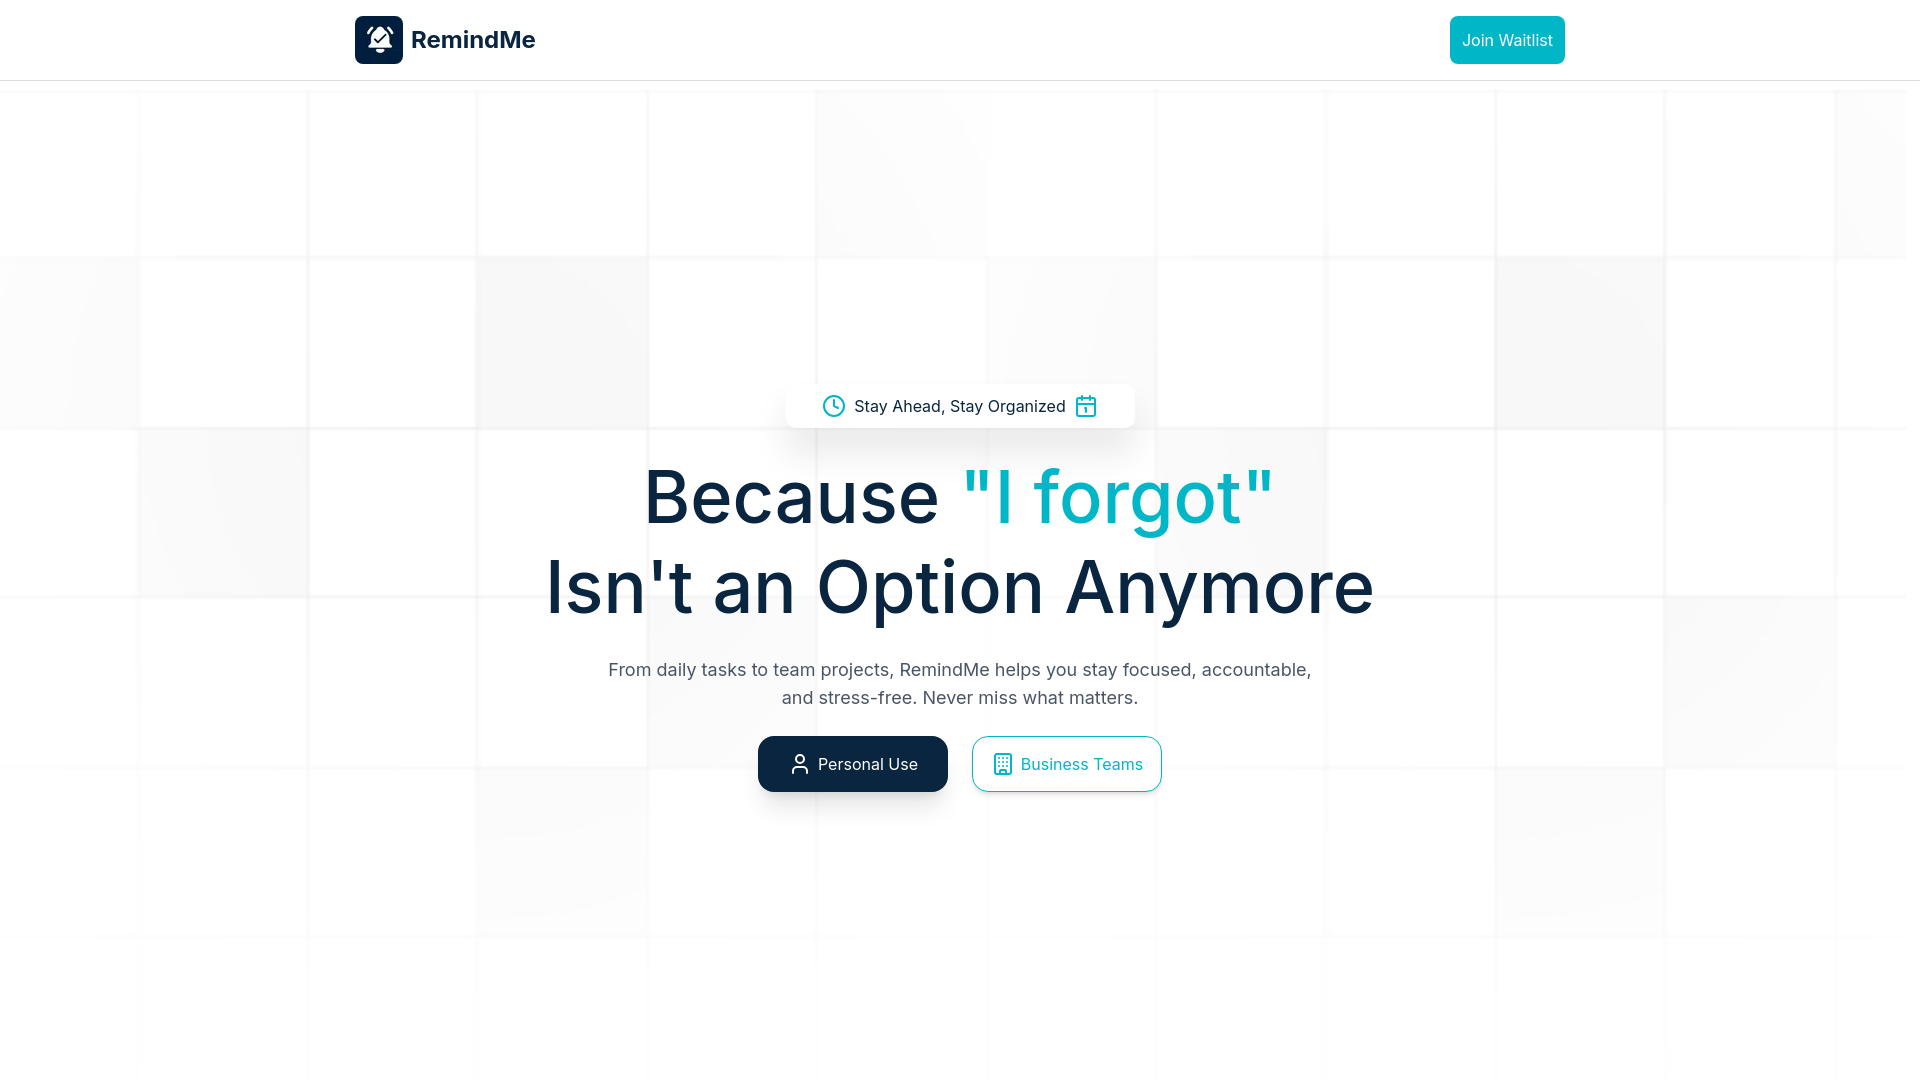 RemindMe
Join Waitlist
Stay Ahead, Stay Organized
Because "I forgot"
Isn't an Option Anymore
From daily tasks to team projects, RemindMe helps you stay focused, accountable,
and stress-free. Never miss what matters.
Personal Use
Business Teams